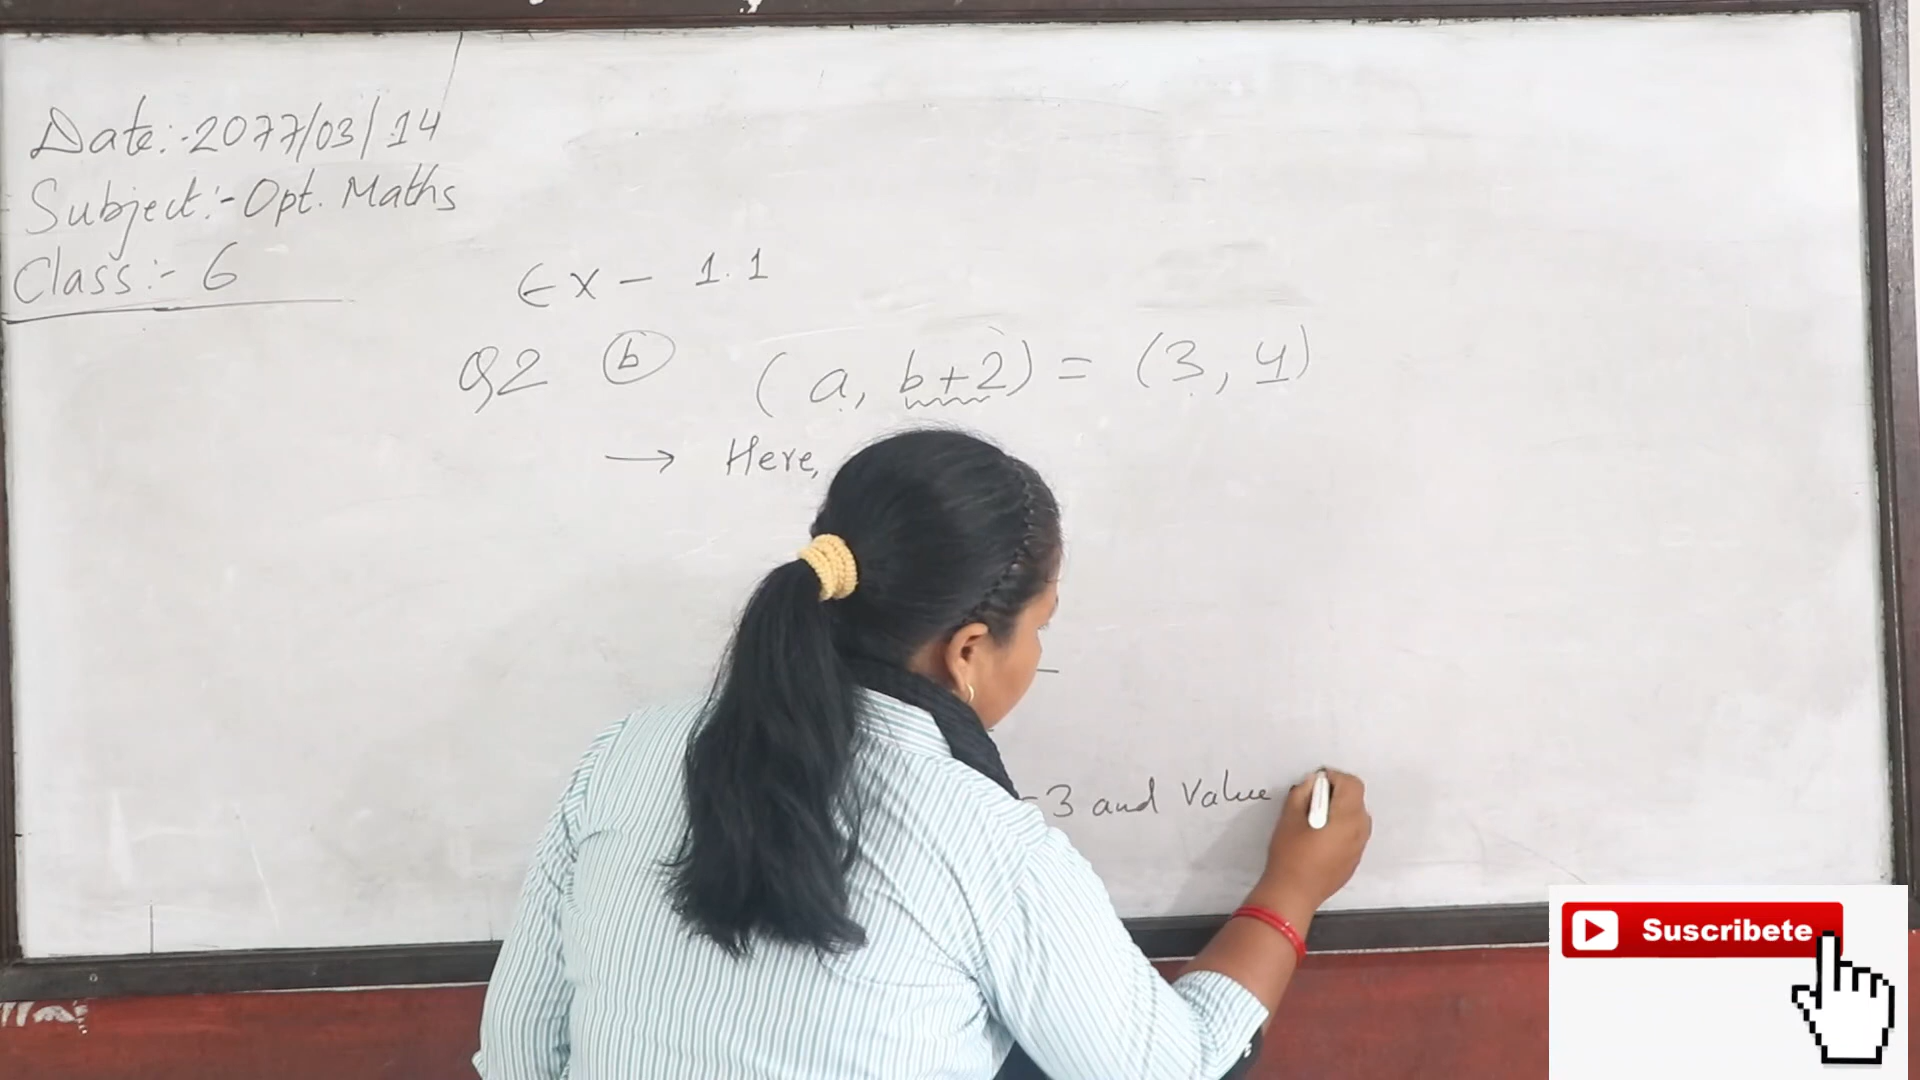 Date:-2077/03/14
Subject:-Opt. Maths
Class:- 6
Ex - 1.1
Q2 (b) (a, b+2) = (3, 4)
→ Here,
=3 and Value
Suscribete